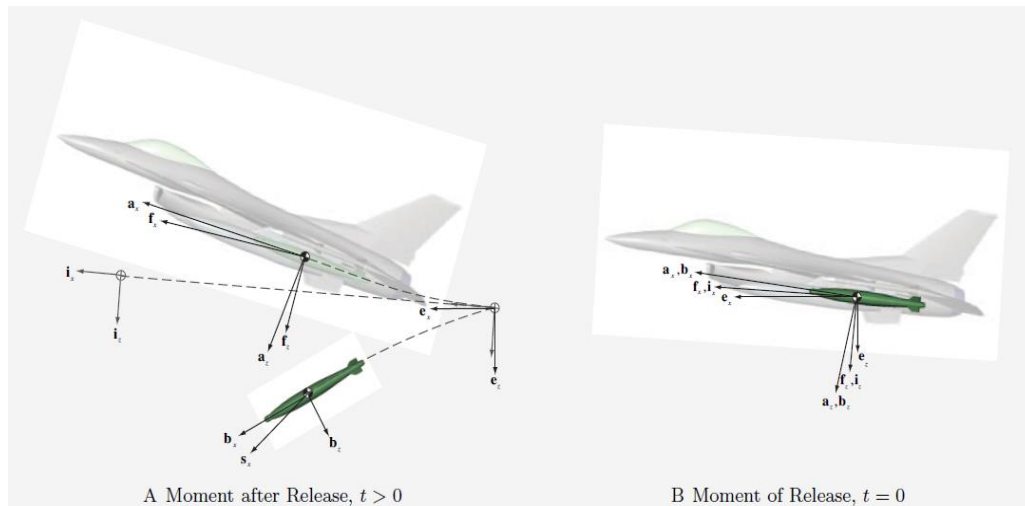 a_x
f_x
i_x
i_z
a_z
f_z
e_x
e_z
b_x
s_x
b_z
A Moment after Release, t > 0
a_x,b_x
f_x,i_x
e_x
e_z
f_z,i_z
a_z,b_z
B Moment of Release, t = 0